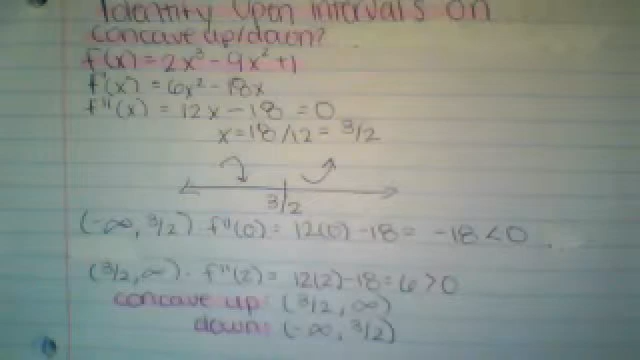 Identify open intervals on
concave up/down?
f(x) = 2x³ - 9x² + 1
f'(x) = 6x² - 18x
f''(x) = 12x - 18 = 0
x = 18/12 = 3/2
3/2
(-∞, 3/2) · f''(0) = 12(0) - 18 = -18 < 0
(3/2, ∞) · f''(2) = 12(2) - 18 = 6 > 0
concave up: (3/2, ∞)
down: (-∞, 3/2)